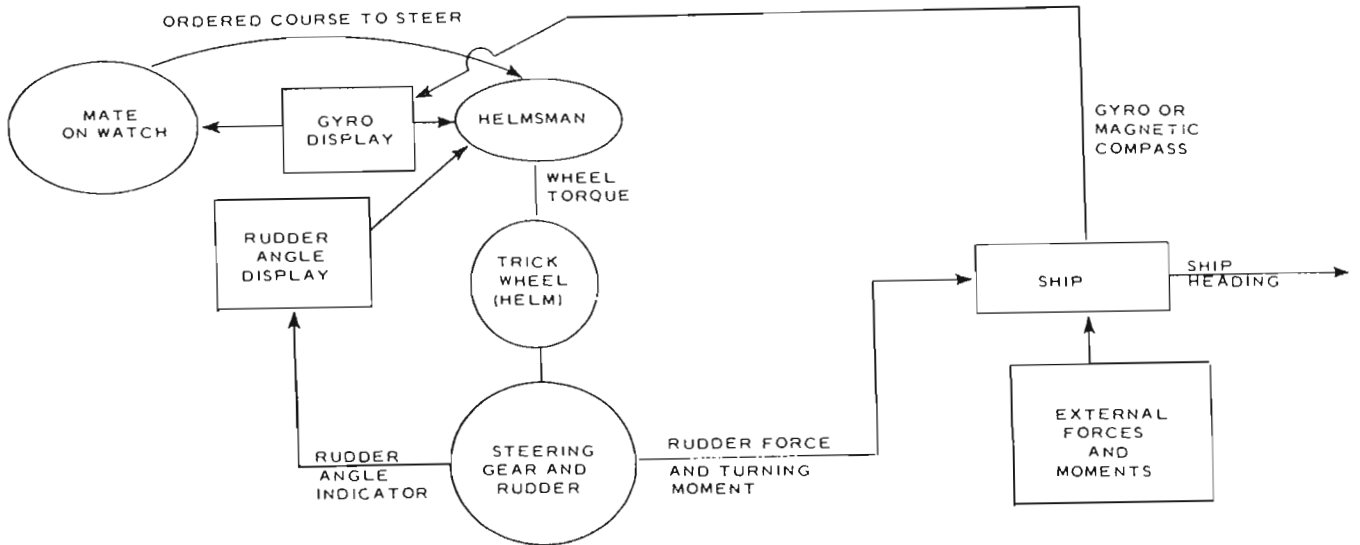 ORDERED COURSE TO STEER
MATE
ON WATCH
GYRO
DISPLAY
HELMSMAN
GYRO OR
MAGNETIC
COMPASS
WHEEL
TORQUE
RUDDER
ANGLE
DISPLAY
TRICK
WHEEL
(HELM)
SHIP
SHIP
HEADING
EXTERNAL
FORCES
AND
MOMENTS
STEERING
GEAR AND
RUDDER
RUDDER FORCE
AND TURNING
MOMENT
RUDDER
ANGLE
INDICATOR